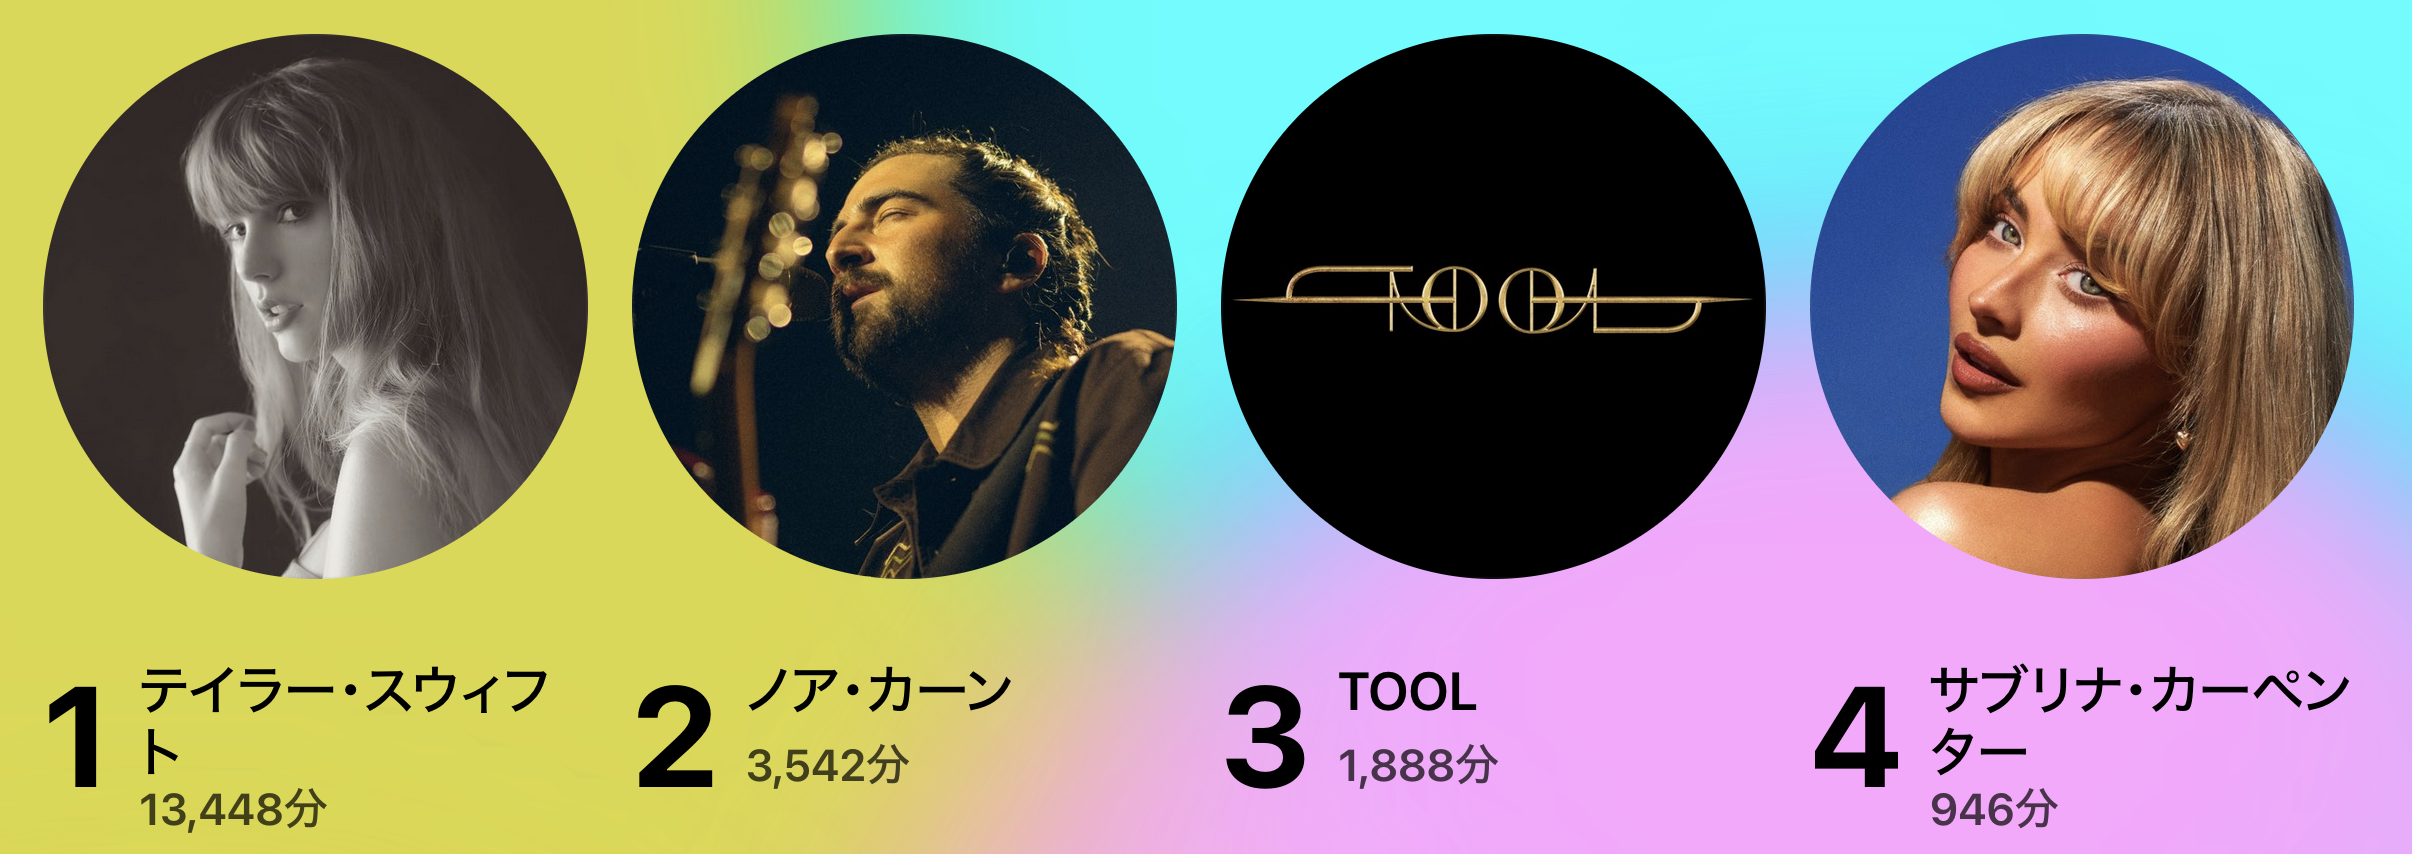 TOOL
1
テイラー・スウィフ
ト
13,448分
2
ノア・カーン
3,542分
3
TOOL
1,888分
4
サブリナ・カーペン
ター
946分